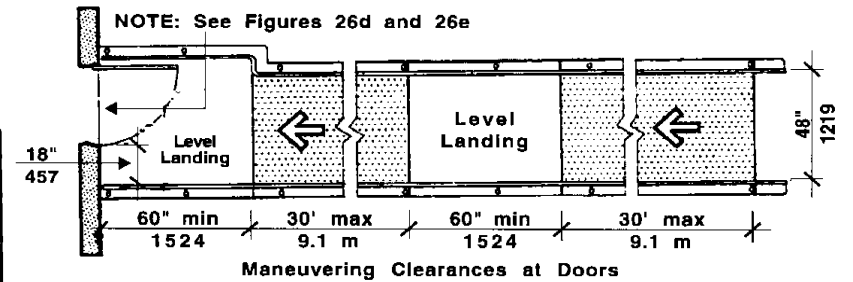 NOTE: See Figures 26d and 26e
Level
Landing
Level
Landing
48"
1219
18"
457
60" min
1524
30' max
9.1 m
60" min
1524
30' max
9.1 m
Maneuvering Clearances at Doors